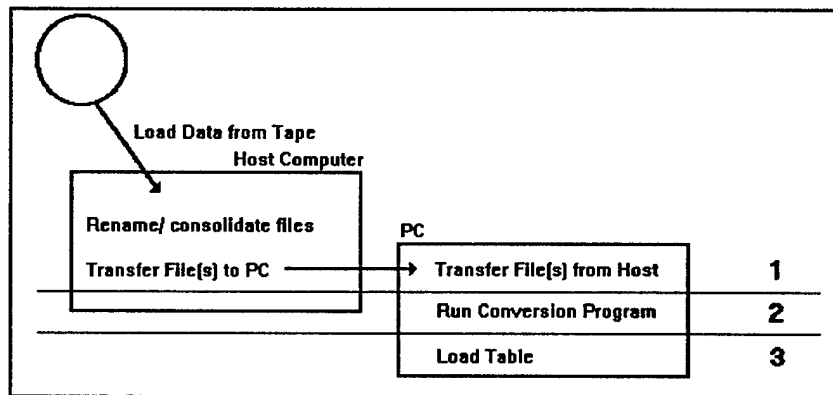 Load Data from Tape
Host Computer
Rename/ consolidate files
PC
Transfer File(s) to PC
Transfer File(s) from Host
1
Run Conversion Program
2
Load Table
3